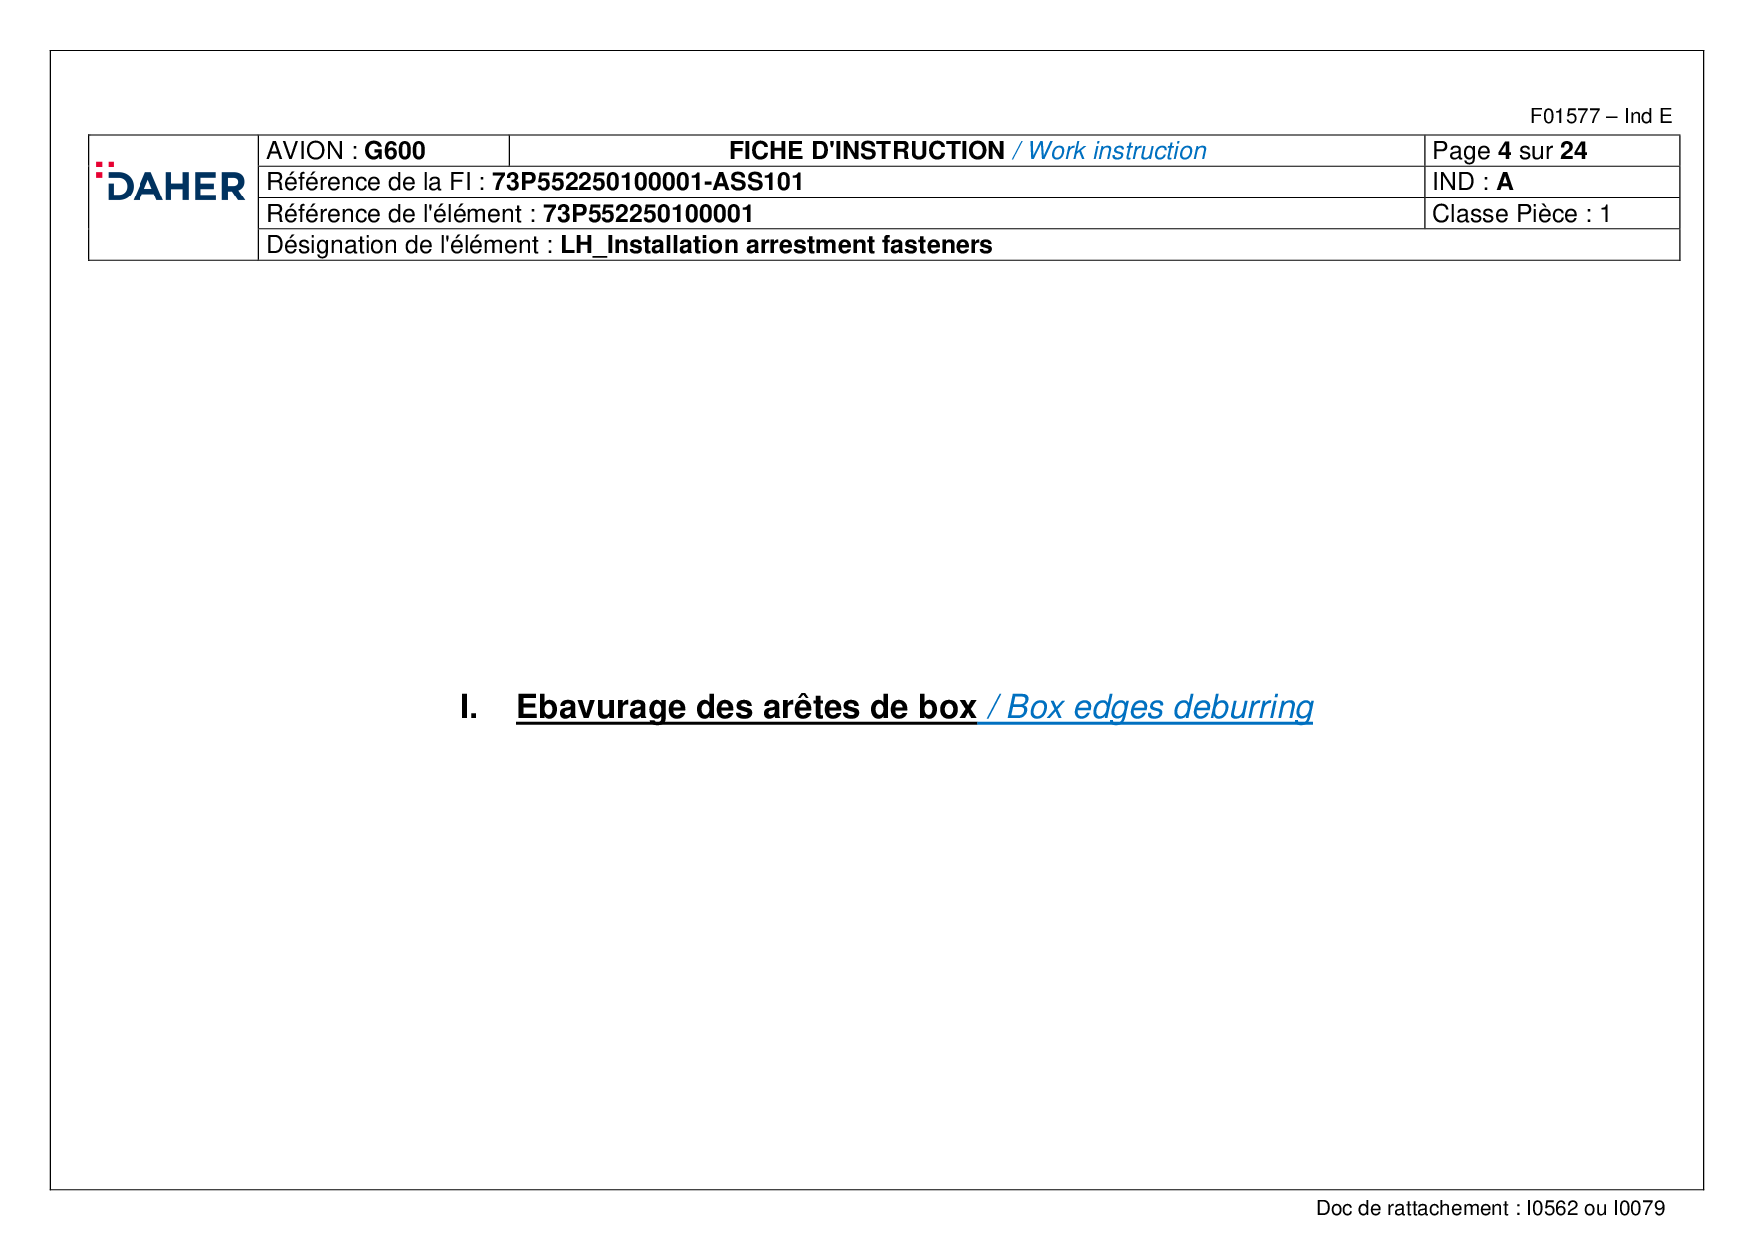 F01577 – Ind E
DAHER
AVION : G600
FICHE D'INSTRUCTION / Work instruction
Page 4 sur 24
Référence de la FI : 73P552250100001-ASS101
IND : A
Référence de l'élément : 73P552250100001
Classe Pièce : 1
Désignation de l'élément : LH_Installation arrestment fasteners
I. Ebavurage des arêtes de box / Box edges deburring
Doc de rattachement : I0562 ou I0079